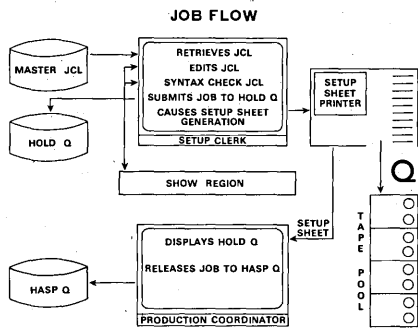 JOB FLOW
MASTER JCL
RETRIEVES JCL
EDITS JCL
SYNTAX CHECK JCL
SUBMITS JOB TO HOLD Q
CAUSES SETUP SHEET
GENERATION
SETUP CLERK
SETUP
SHEET
PRINTER
HOLD Q
SHOW REGION
SETUP
SHEET
TAPE POOL
DISPLAYS HOLD Q
RELEASES JOB TO HASP Q
HASP Q
PRODUCTION COORDINATOR